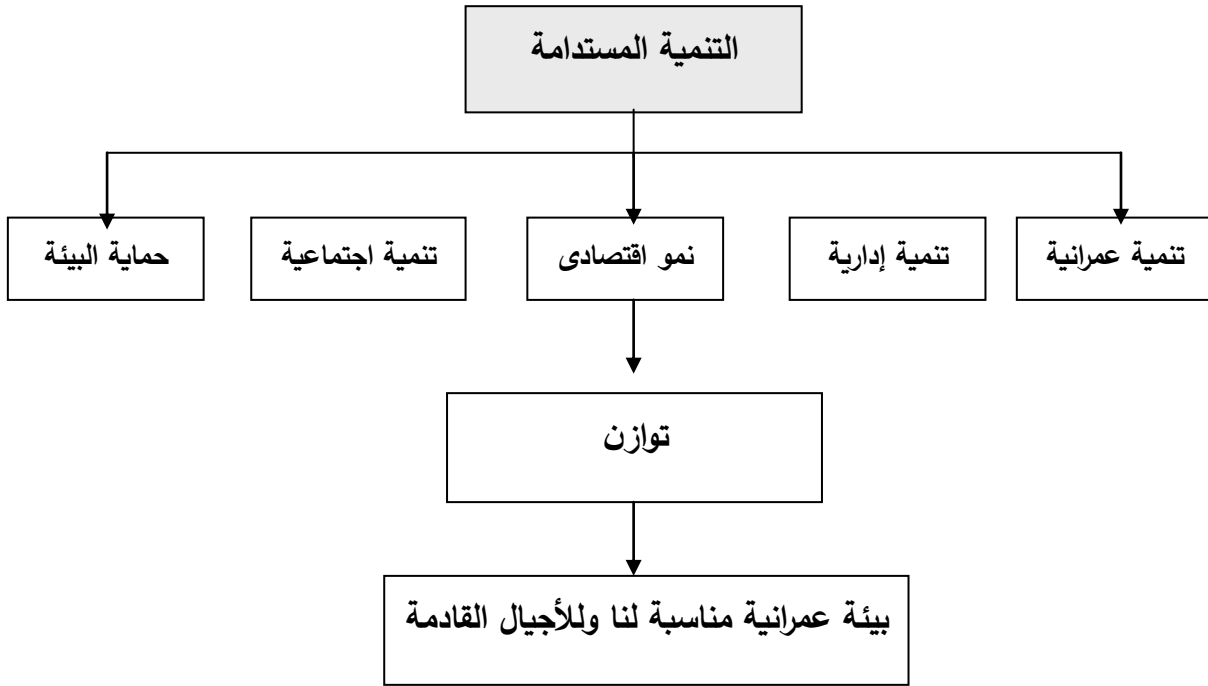 التنمية المستدامة
تنمية عمرانية
تنمية إدارية
نمو اقتصادى
تنمية اجتماعية
حماية البيئة
توازن
بيئة عمرانية مناسبة لنا وللأجيال القادمة